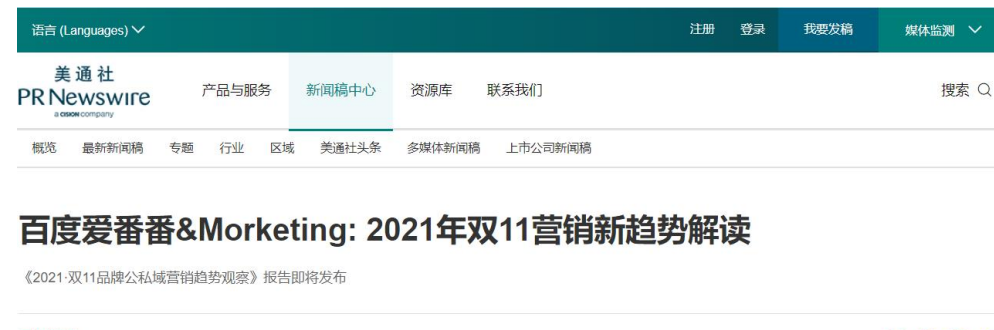 语言 (Languages)
注册 登录 我要发稿 媒体监测
美通社
PR Newswire
a CISION company
产品与服务 新闻稿中心 资源库 联系我们 搜索
概览 最新新闻稿 专题 行业 区域 美通社头条 多媒体新闻稿 上市公司新闻稿
百度爱番番&Morketing: 2021年双11营销新趋势解读
《2021·双11品牌公私域营销趋势观察》报告即将发布